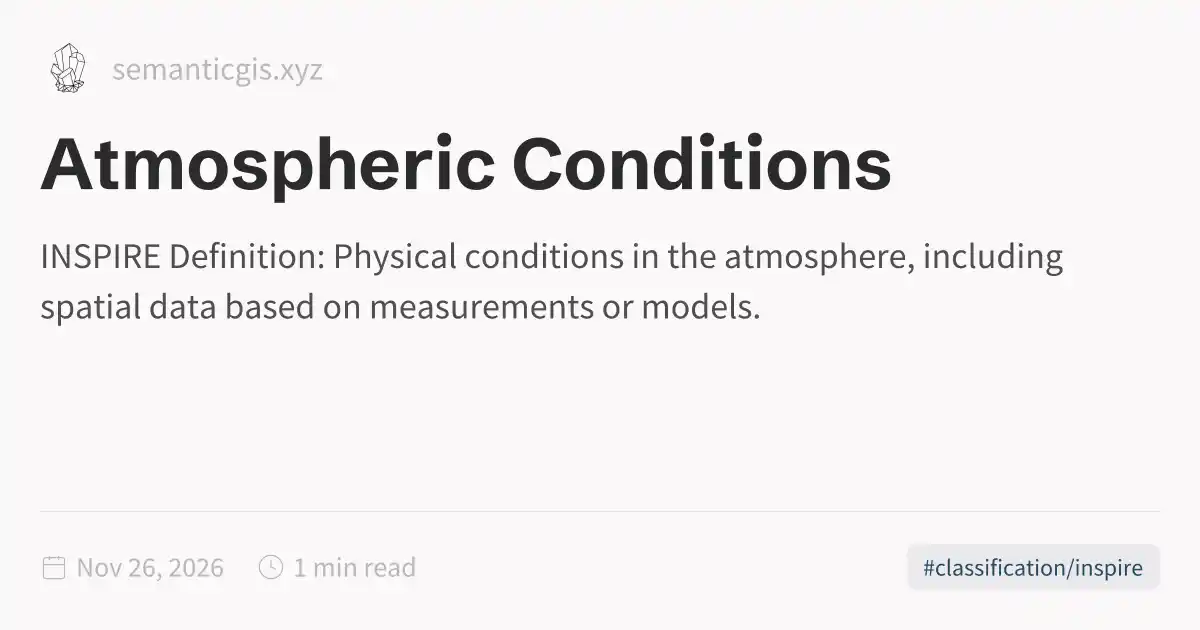 semanticgis.xyz
Atmospheric Conditions
INSPIRE Definition: Physical conditions in the atmosphere, including
spatial data based on measurements or models.
Nov 26, 2026 1 min read #classification/inspire